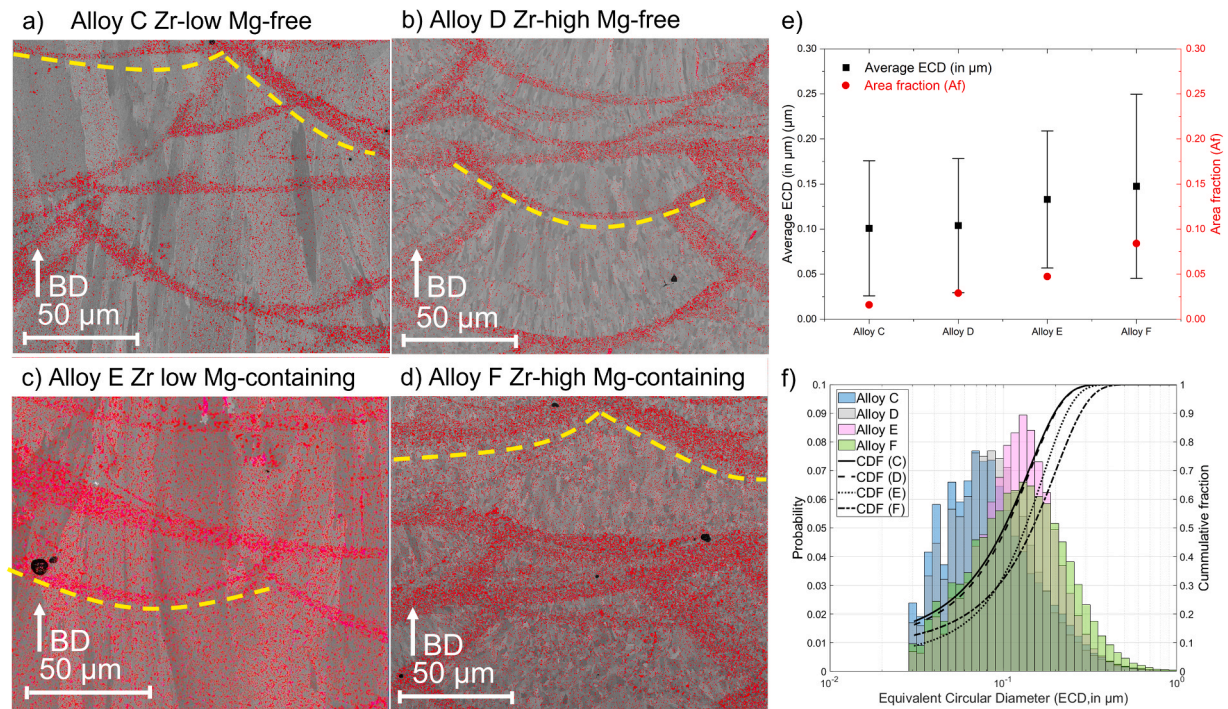 a) Alloy C Zr-low Mg-free
BD
50 µm
b) Alloy D Zr-high Mg-free
BD
50 µm
c) Alloy E Zr low Mg-containing
BD
50 µm
d) Alloy F Zr-high Mg-containing
BD
50 µm
e)
0.30
0.25
0.20
0.15
0.10
0.05
0.00
Average ECD (in µm) (µm)
Average ECD (in µm)
Area fraction (Af)
Alloy C
Alloy D
Alloy E
Alloy F
0.30
0.25
0.20
0.15
0.10
0.05
0.00
Area fraction (Af)
f)
0.1
0.09
0.08
0.07
0.06
0.05
0.04
0.03
0.02
0.01
0
Probability
Alloy C
Alloy D
Alloy E
Alloy F
CDF (C)
CDF (D)
CDF (E)
CDF (F)
1
0.9
0.8
0.7
0.6
0.5
0.4
0.3
0.2
0.1
0
Cummulative fraction
10-2
10-1
100
Equivalent Circular Diameter (ECD,in µm)